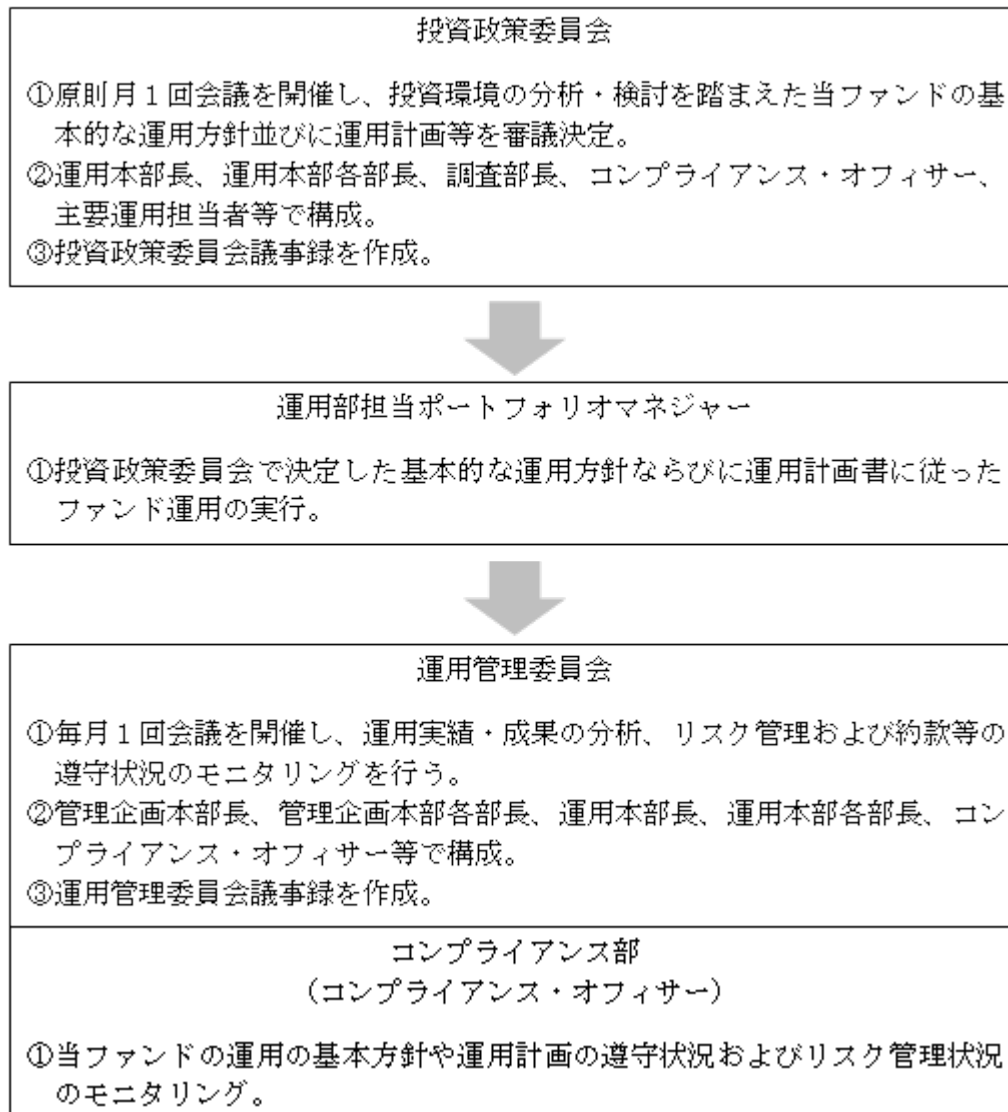 投資政策委員会
①原則月１回会議を開催し、投資環境の分析・検討を踏まえた当ファンドの基
本的な運用方針並びに運用計画等を審議決定。
②運用本部長、運用本部各部長、調査部長、コンプライアンス・オフィサー、
主要運用担当者等で構成。
③投資政策委員会議事録を作成。
運用部担当ポートフォリオマネジャー
①投資政策委員会で決定した基本的な運用方針ならびに運用計画書に従った
ファンド運用の実行。
運用管理委員会
①毎月１回会議を開催し、運用実績・成果の分析、リスク管理および約款等の
遵守状況のモニタリングを行う。
②管理企画本部長、管理企画本部各部長、運用本部長、運用本部各部長、コン
プライアンス・オフィサー等で構成。
③運用管理委員会議事録を作成。
コンプライアンス部
（コンプライアンス・オフィサー）
①当ファンドの運用の基本方針や運用計画の遵守状況およびリスク管理状況
のモニタリング。